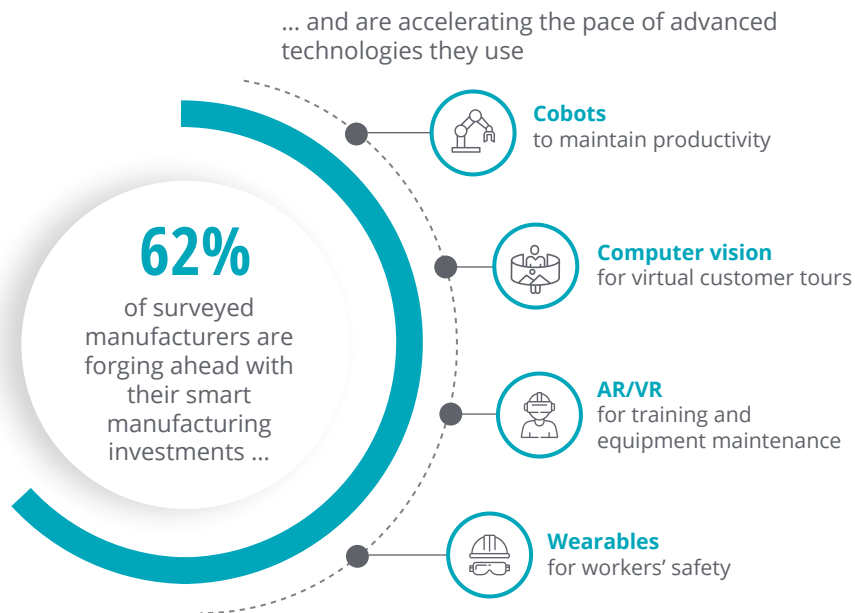 ... and are accelerating the pace of advanced
technologies they use
62%
of surveyed
manufacturers are
forging ahead with
their smart
manufacturing
investments ...
Cobots
to maintain productivity
Computer vision
for virtual customer tours
AR/VR
for training and
equipment maintenance
Wearables
for workers’ safety